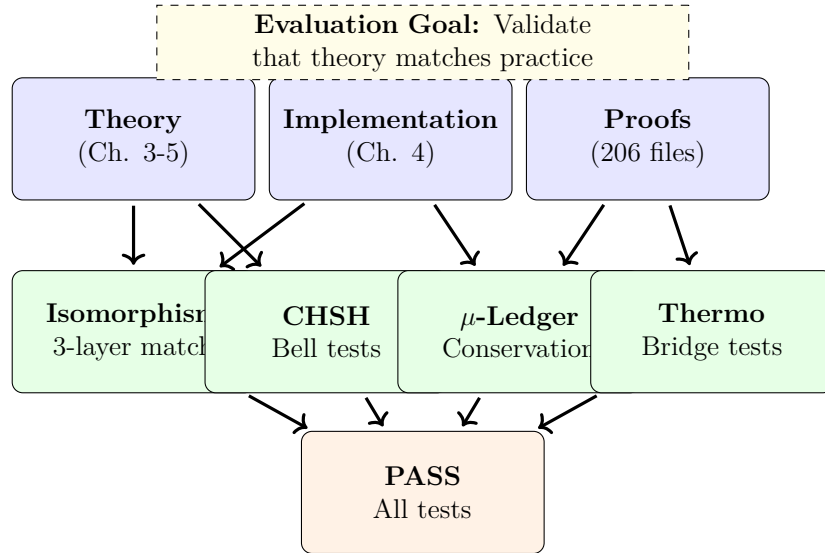 Evaluation Goal: Validate
that theory matches practice
Theory
(Ch. 3-5)
Implementation
(Ch. 4)
Proofs
(206 files)
Isomorphism
3-layer match
CHSH
Bell tests
μ-Ledger
Conservation
Thermo
Bridge tests
PASS
All tests